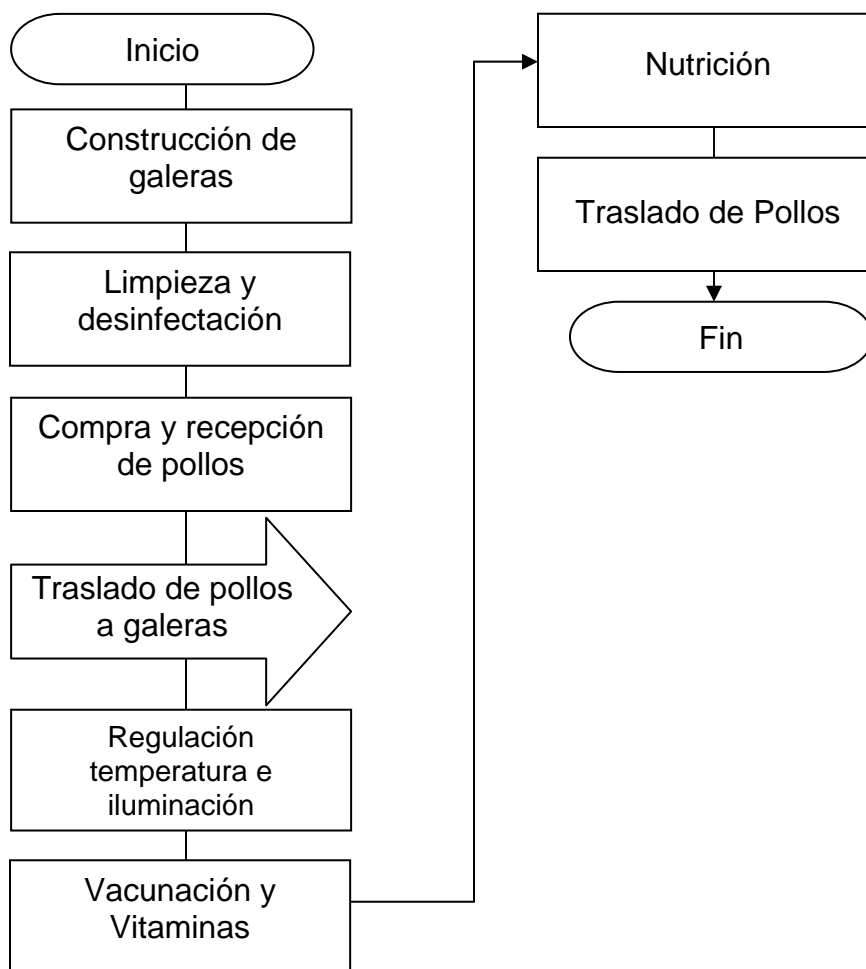 Inicio
Construcción de
galeras
Limpieza y
desinfectación
Compra y recepción
de pollos
Traslado de pollos
a galeras
Regulación
temperatura e
iluminación
Vacunación y
Vitaminas
Nutrición
Traslado de Pollos
Fin